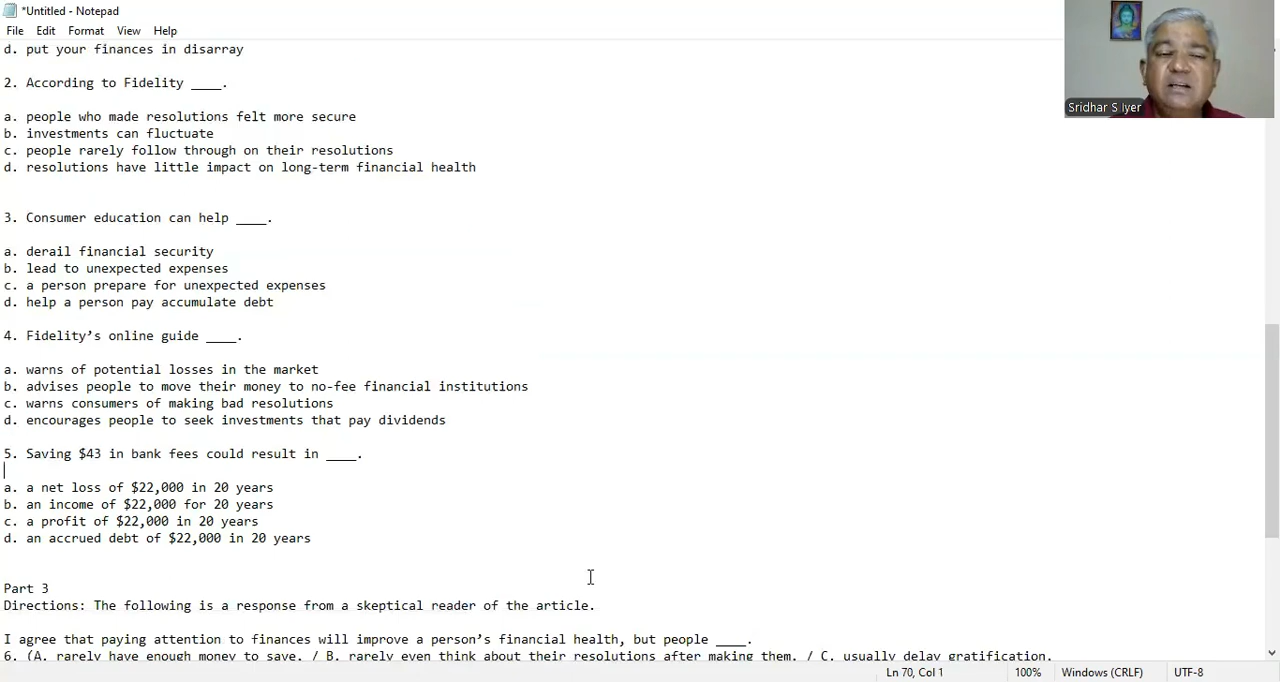 *Untitled - Notepad
File Edit Format View Help
d. put your finances in disarray
2. According to Fidelity ____.
a. people who made resolutions felt more secure
b. investments can fluctuate
c. people rarely follow through on their resolutions
d. resolutions have little impact on long-term financial health
3. Consumer education can help ____.
a. derail financial security
b. lead to unexpected expenses
c. a person prepare for unexpected expenses
d. help a person pay accumulate debt
4. Fidelity’s online guide ____.
a. warns of potential losses in the market
b. advises people to move their money to no-fee financial institutions
c. warns consumers of making bad resolutions
d. encourages people to seek investments that pay dividends
5. Saving $43 in bank fees could result in ____.
a. a net loss of $22,000 in 20 years
b. an income of $22,000 for 20 years
c. a profit of $22,000 in 20 years
d. an accrued debt of $22,000 in 20 years
Part 3
Directions: The following is a response from a skeptical reader of the article.
I agree that paying attention to finances will improve a person’s financial health, but people ____.
6. (A. rarely have enough money to save. / B. rarely even think about their resolutions after making them. / C. usually delay gratification.
Sridhar S Iyer
Ln 70, Col 1 100% Windows (CRLF) UTF-8